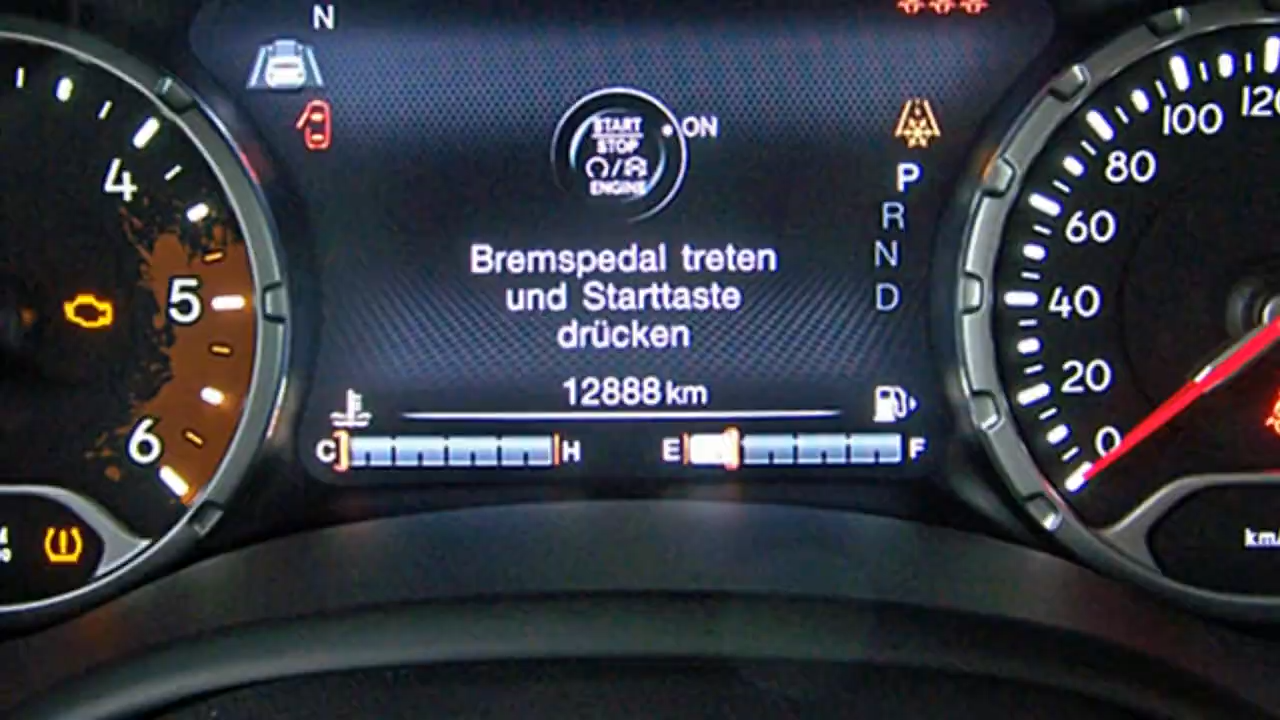 N
START
STOP
ENGINE
ON
P
R
N
D
Bremspedal treten
und Starttaste
drücken
12888 km
C
H
E
F
4
5
6
120
100
80
60
40
20
0